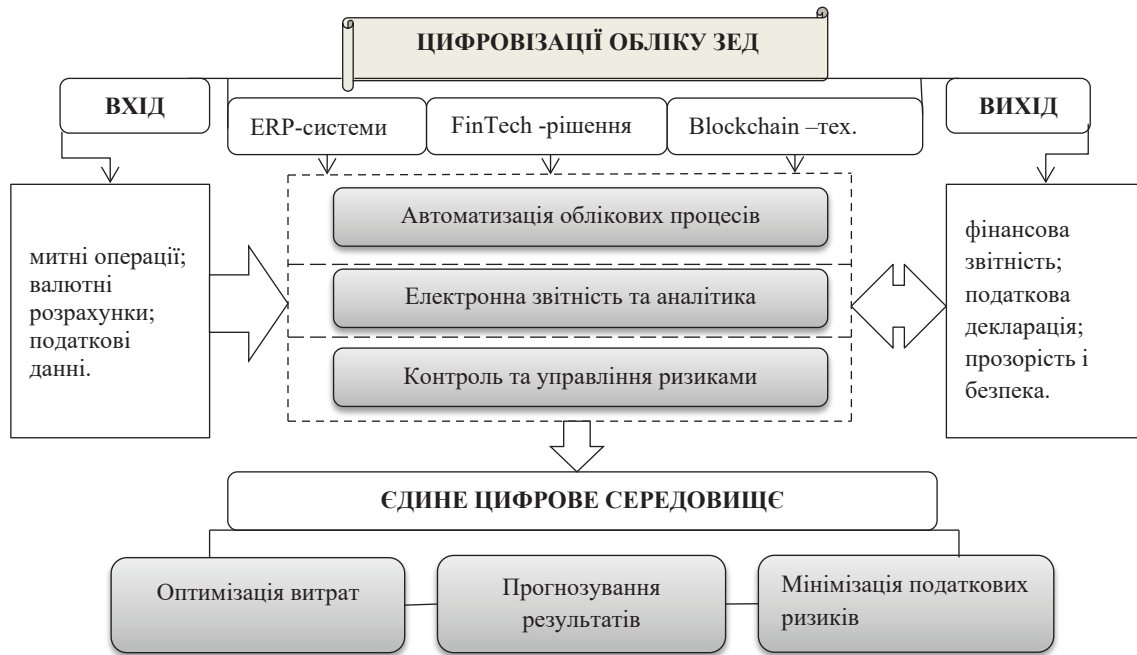 ЦИФРОВІЗАЦІЇ ОБЛІКУ ЗЕД
ВХІД
ВИХІД
ERP-системи
FinTech -рішення
Blockchain –тех.
митні операції;
валютні
розрахунки;
податкові
данні.
Автоматизація облікових процесів
Електронна звітність та аналітика
Контроль та управління ризиками
фінансова
звітність;
податкова
декларація;
прозорість і
безпека.
ЄДИНЕ ЦИФРОВЕ СЕРЕДОВИЩЄ
Оптимізація витрат
Прогнозування
результатів
Мінімізація податкових
ризиків